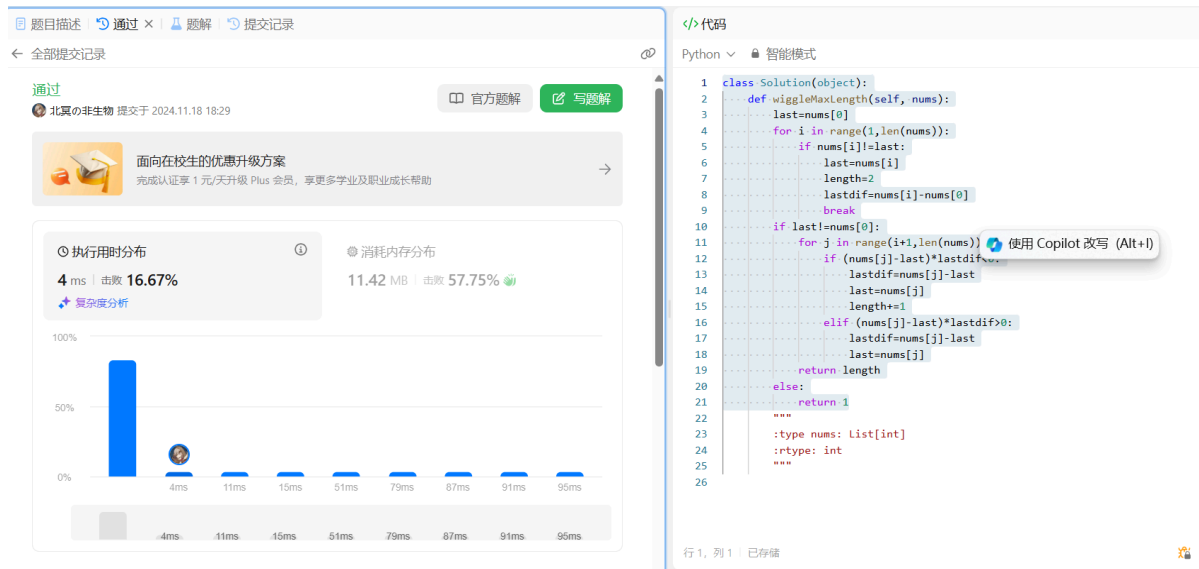 题目描述 通过 题解 提交记录
全部提交记录
通过
北冥の非生物 提交于 2024.11.18 18:29
官方题解 写题解
面向在校生的优惠升级方案
完成认证享 1 元/天升级 Plus 会员，享更多学业及职业成长帮助
执行用时分布
4 ms 击败 16.67%
复杂度分析
消耗内存分布
11.42 MB 击败 57.75%
100%
50%
0%
4ms 11ms 15ms 51ms 79ms 87ms 91ms 95ms
4ms 11ms 15ms 51ms 79ms 87ms 91ms 95ms
</> 代码
Python 智能模式
1 class Solution(object):
2 def wiggleMaxLength(self, nums):
3 last=nums[0]
4 for i in range(1,len(nums)):
5 if nums[i]!=last:
6 last=nums[i]
7 length=2
8 lastdif=nums[i]-nums[0]
9 break
10 if last!=nums[0]:
11 for j in range(i+1,len(nums))
使用 Copilot 改写 (Alt+I)
12 if (nums[j]-last)*lastdif<0:
13 lastdif=nums[j]-last
14 last=nums[j]
15 length+=1
16 elif (nums[j]-last)*lastdif>0:
17 lastdif=nums[j]-last
18 last=nums[j]
19 return length
20 else:
21 return 1
22 """
23 :type nums: List[int]
24 :rtype: int
25 """
26
行 1，列 1 已存储